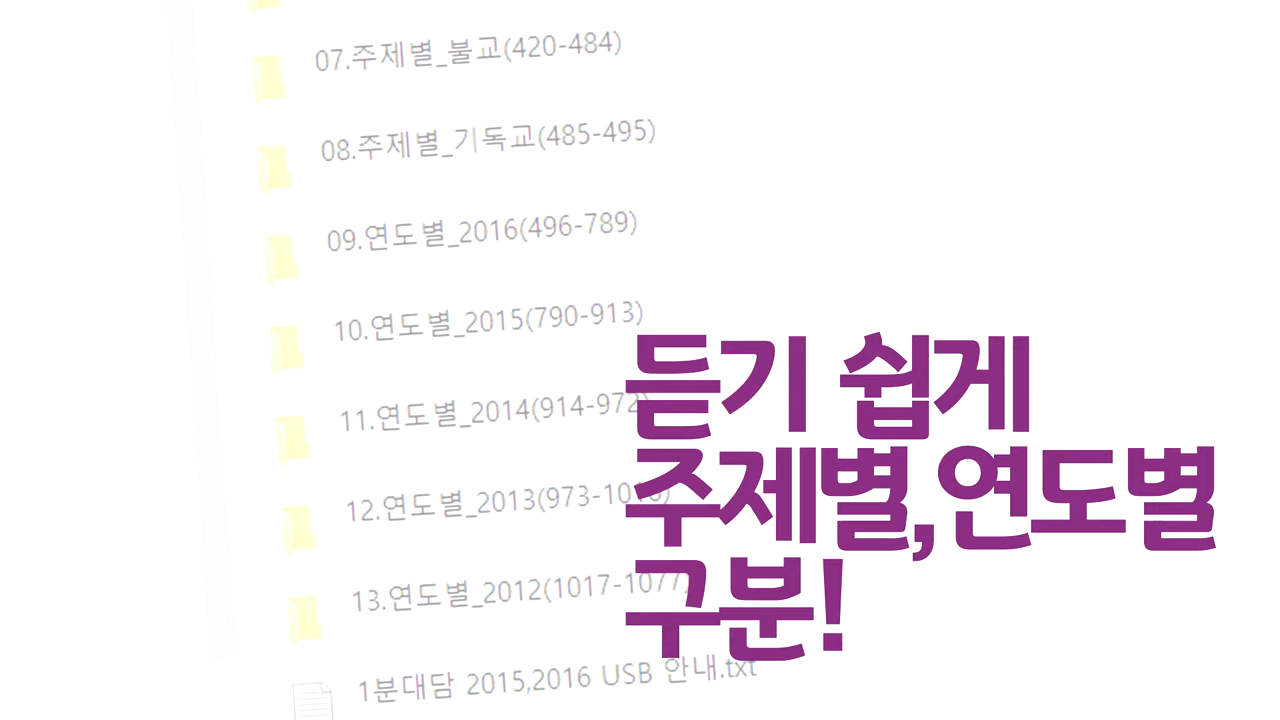 07.주제별_불교(420-484)
08.주제별_기독교(485-495)
09.연도별_2016(496-789)
10.연도별_2015(790-913)
11.연도별_2014(914-972)
12.연도별_2013(973-1016)
13.연도별_2012(1017-1077)
1분대담 2015,2016 USB 안내.txt
듣기 쉽게
주제별,연도별
구분!